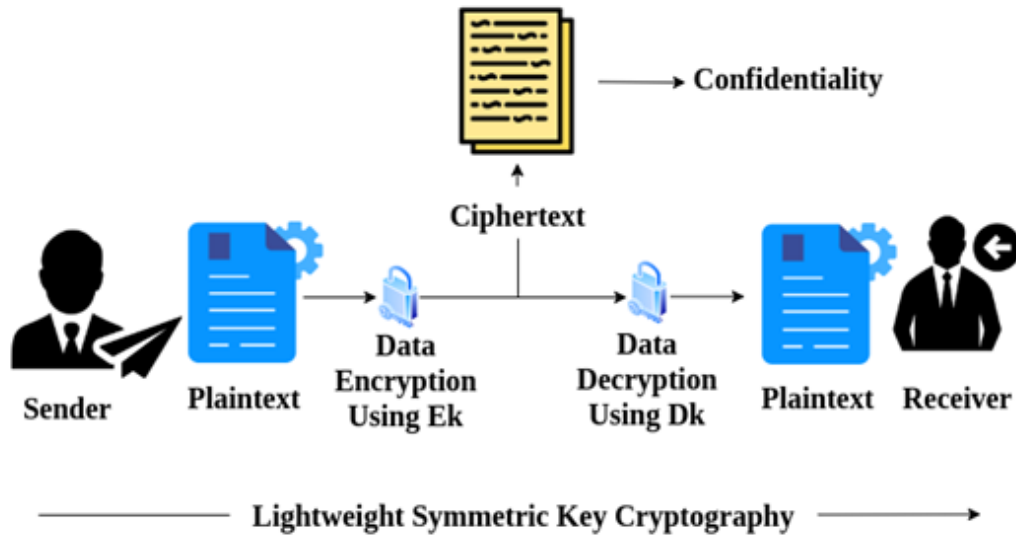 Confidentiality
Ciphertext
Sender
Plaintext
Data
Encryption
Using Ek
Data
Decryption
Using Dk
Plaintext
Receiver
Lightweight Symmetric Key Cryptography